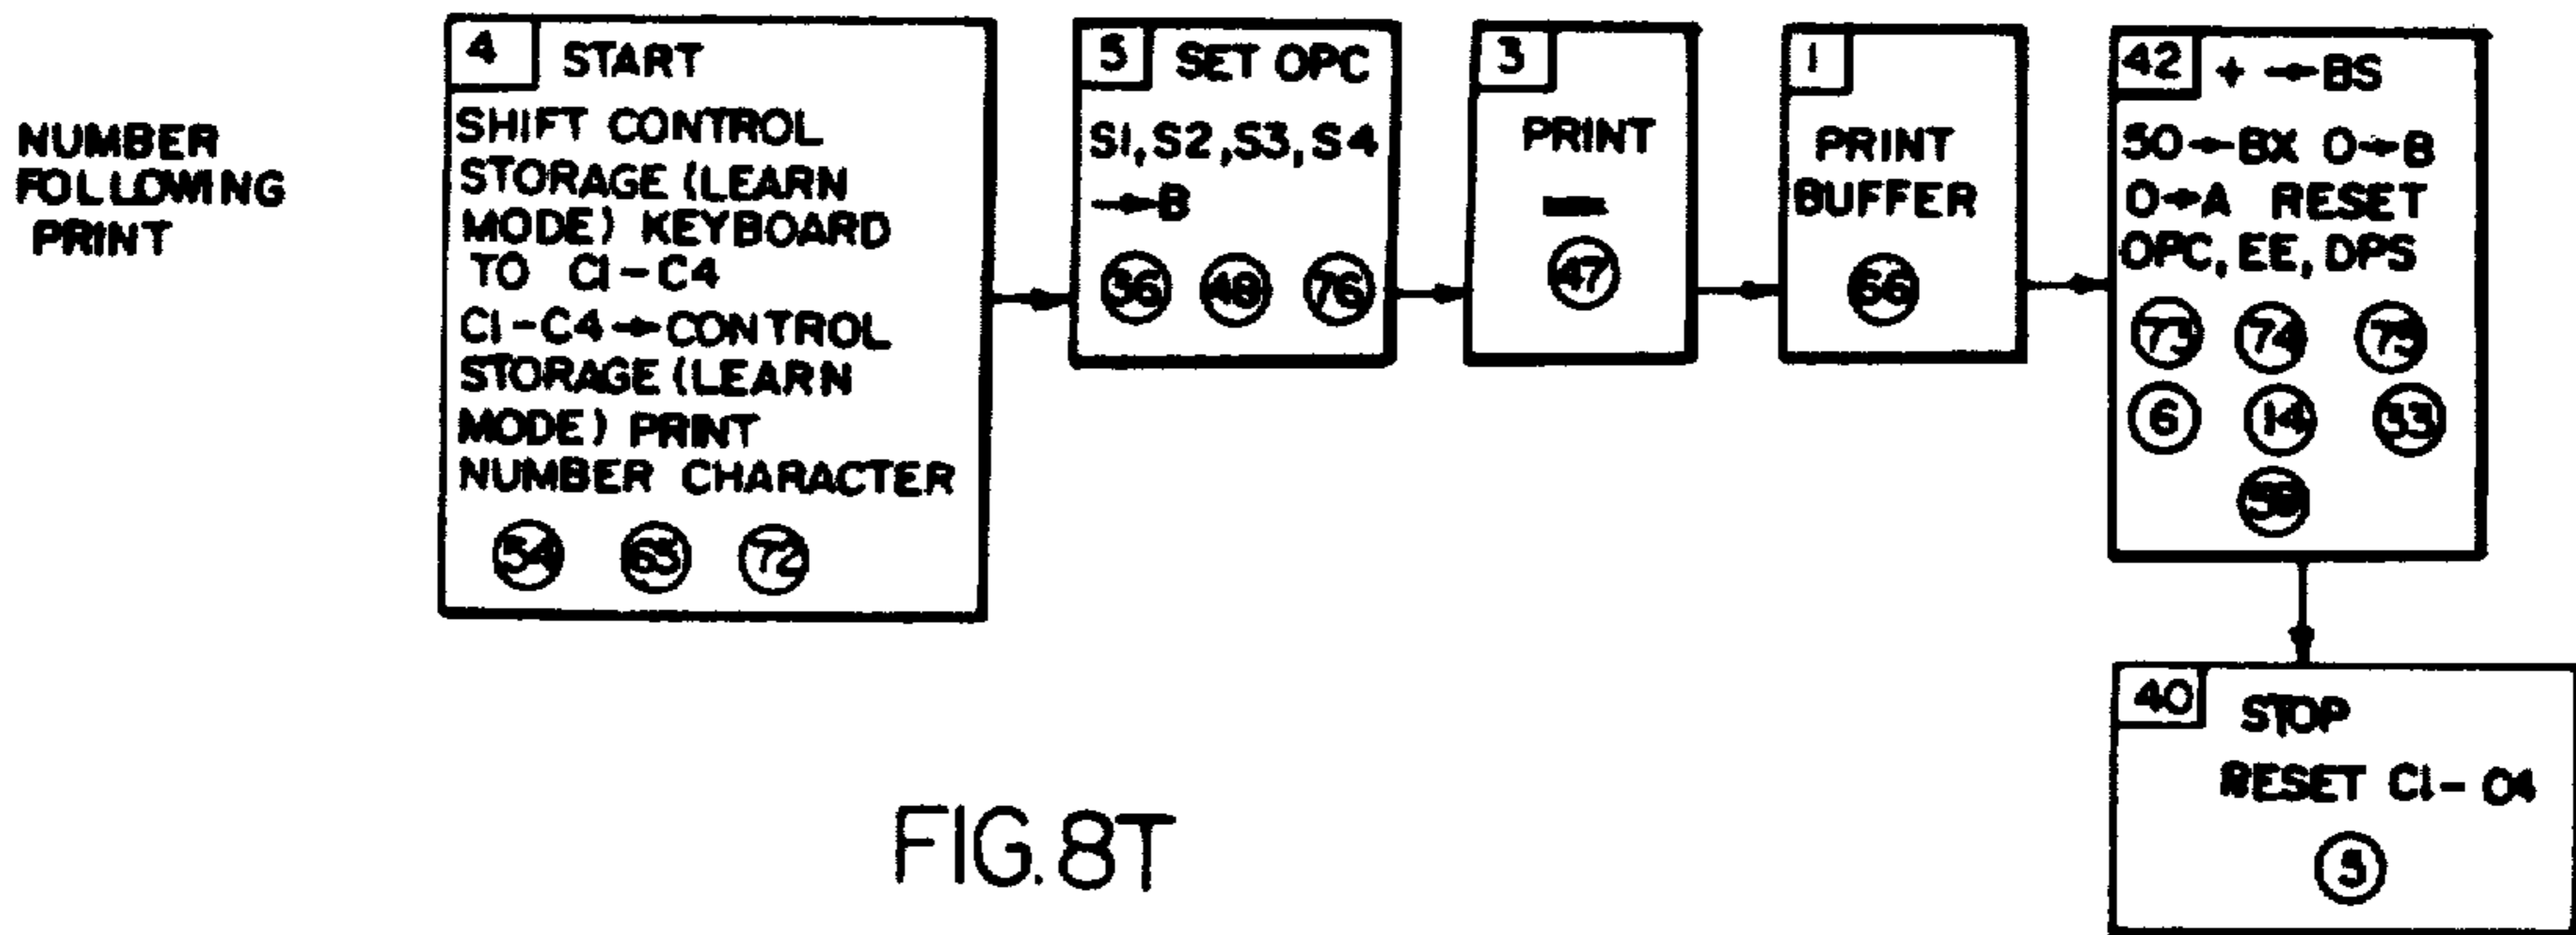 NUMBER
FOLLOWING
PRINT
4 START
SHIFT CONTROL
STORAGE (LEARN
MODE) KEYBOARD
TO C1-C4
C1-C4→CONTROL
STORAGE (LEARN
MODE) PRINT
NUMBER CHARACTER
54 65 72
5 SET OPC
S1, S2, S3, S4
→B
36 48 76
3
PRINT
—
47
1
PRINT
BUFFER
66
42 + →BS
50→BX 0→B
0→A RESET
OPC, EE, DPS
73 74 75
6 14 33
59
40 STOP
RESET C1-C4
5
FIG. 8T